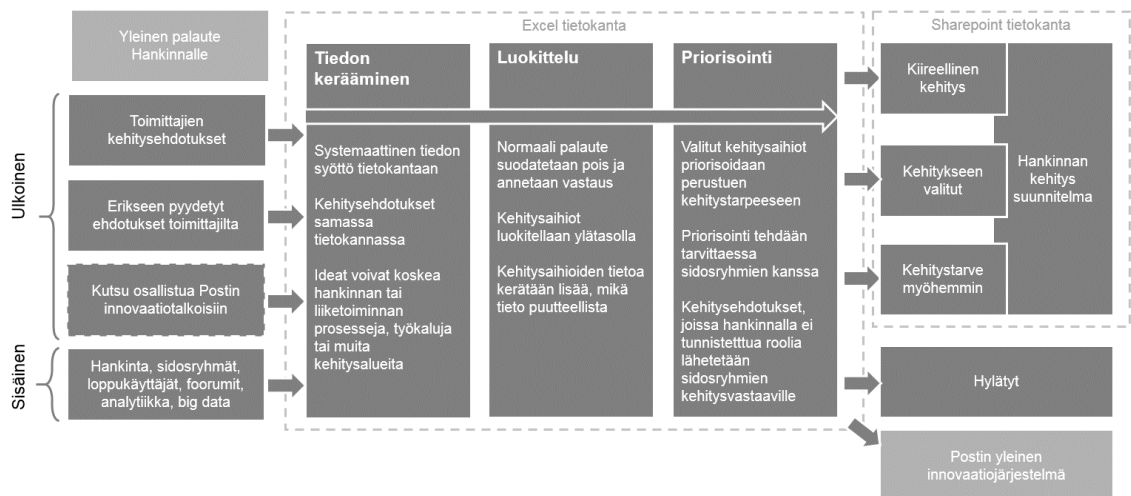 Excel tietokanta
Sharepoint tietokanta
Yleinen palaute
Hankinnalle
Ulkoinen
Toimittajien
kehitysehdotukset
Erikseen pyydetyt
ehdotukset toimittajilta
Kutsu osallistua Postin
innovaatiotalkoisiin
Sisäinen
Hankinta, sidosryhmät,
loppukäyttäjät, foorumit,
analytiikka, big data
Tiedon
kerääminen
Systemaattinen tiedon
syöttö tietokantaan
Kehitysehdotukset
samassa
tietokannassa
Ideat voivat koskea
hankinnan tai
liiketoiminnan
prosesseja, työkaluja
tai muita
kehitysalueita
Luokittelu
Normaali palaute
suodatetaan pois ja
annetaan vastaus
Kehitysaihiot
luokitellaan ylätasolla
Kehitysaihioiden tietoa
kerätään lisää, mikä
tieto puutteellista
Priorisointi
Valitut kehitysaihiot
priorisoidaan
perustuen
kehitystarpeeseen
Priorisointi tehdään
tarvittaessa
sidosryhmien kanssa
Kehitysehdotukset,
joissa hankinnalla ei
tunnistetttua roolia
lähetetään
sidosryhmien
kehitysvastaaville
Kiireellinen
kehitys
Kehitykseen
valitut
Kehitystarve
myöhemmin
Hankinnan
kehitys
suunnitelma
Hylätyt
Postin yleinen
innovaatiojärjestelmä